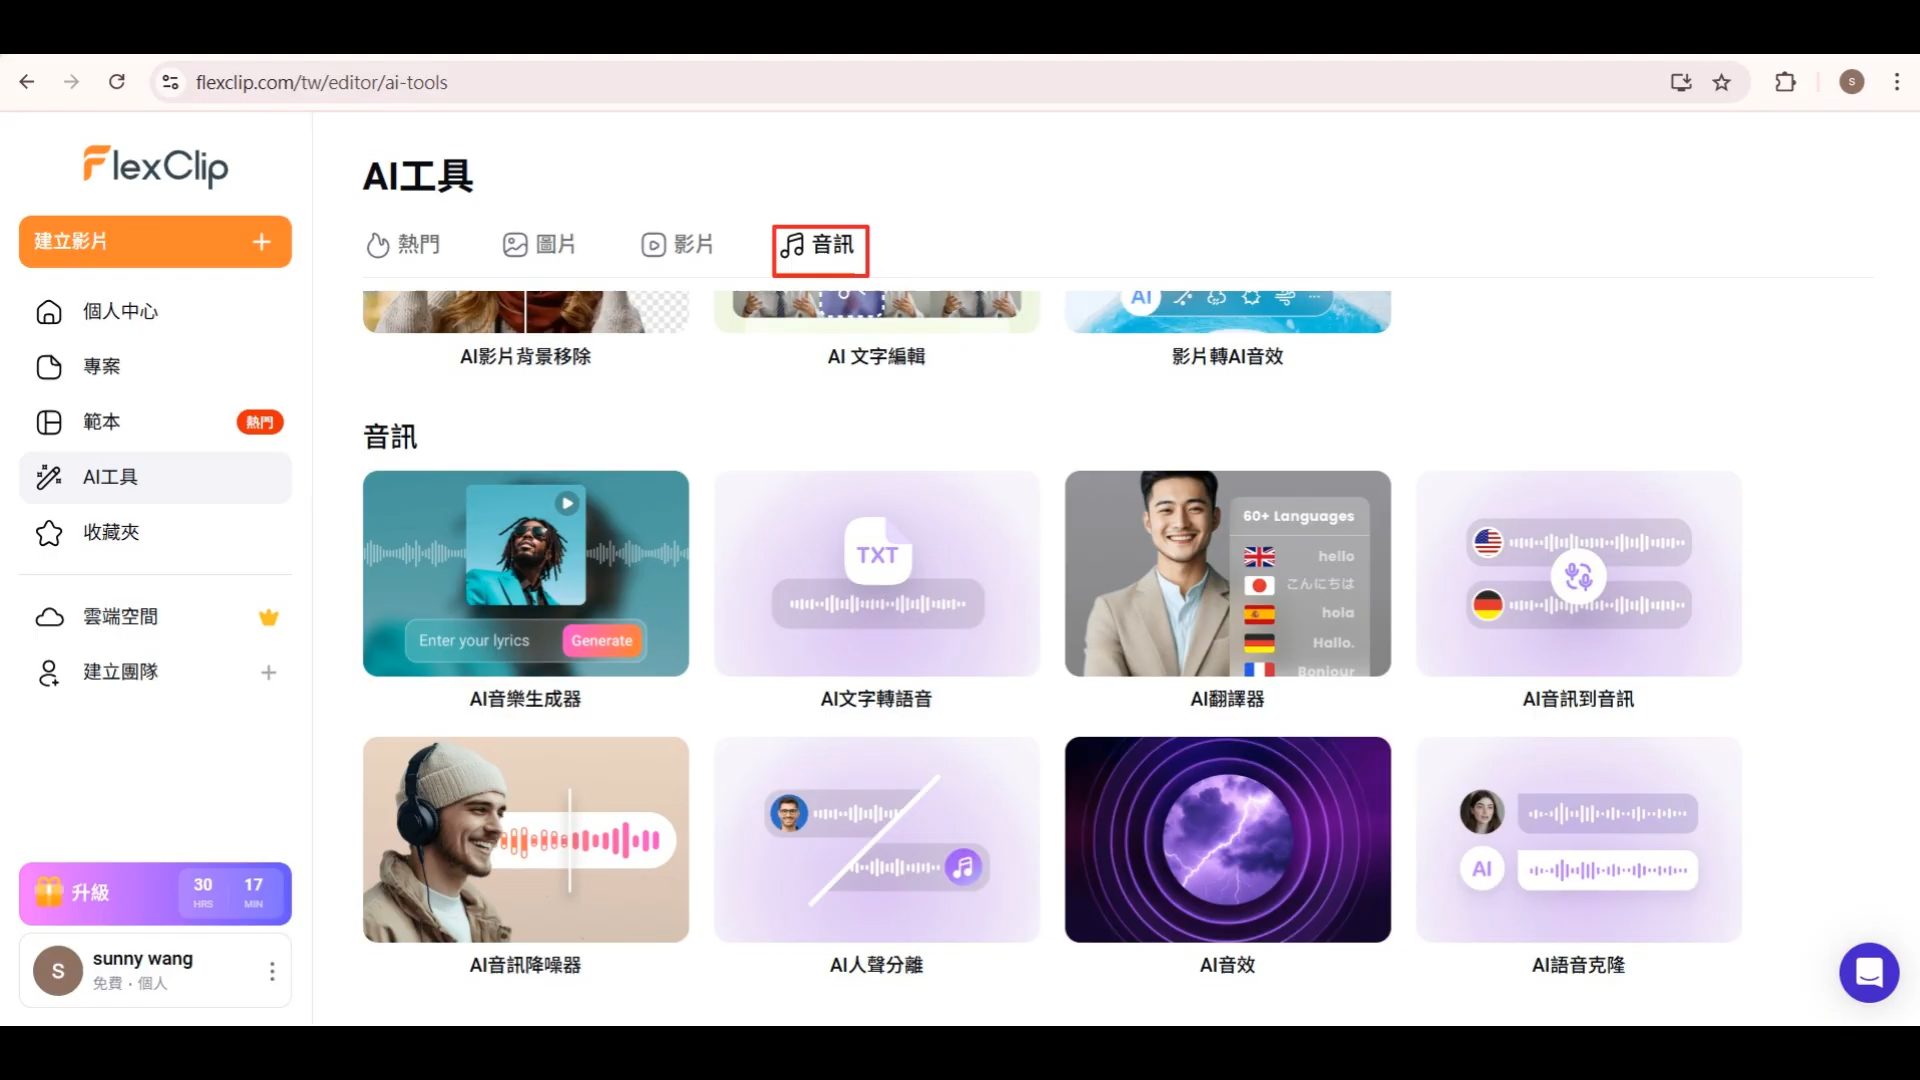 flexclip.com/tw/editor/ai-tools
S
FlexClip
建立影片
個人中心
專案
範本
熱門
AI工具
收藏夾
雲端空間
建立團隊
升級
30
HRS
17
MIN
S
sunny wang
免費・個人
AI工具
熱門
圖片
影片
音訊
AI
AI影片背景移除
AI 文字編輯
影片轉AI音效
音訊
Enter your lyrics
Generate
AI音樂生成器
TXT
AI文字轉語音
60+ Languages
hello
こんにちは
hola
Hallo.
Bonjour
AI翻譯器
AI音訊到音訊
AI音訊降噪器
AI人聲分離
AI音效
AI
AI語音克隆